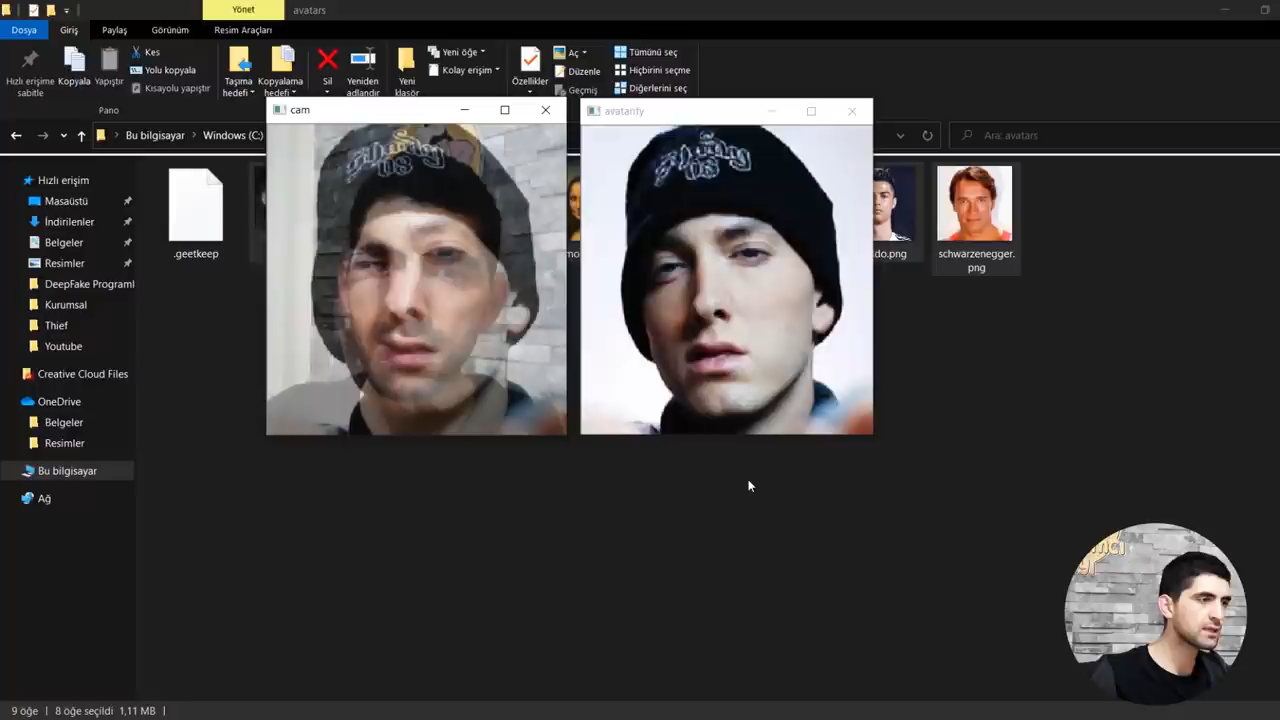 Yönet
avatars
Dosya
Giriş
Paylaş
Görünüm
Resim Araçları
Hızlı erişime sabitle
Kopyala
Yapıştır
Kes
Yolu kopyala
Kısayolu yapıştır
Taşıma hedefi
Kopyalama hedefi
Sil
Yeniden adlandır
Yeni klasör
Yeni öğe
Kolay erişim
Özellikler
Aç
Düzenle
Geçmiş
Tümünü seç
Hiçbirini seçme
Diğerlerini seç
Pano
Bu bilgisayar
Windows (C:)
Ara: avatars
cam
avatarify
08
08
Hızlı erişim
Masaüstü
İndirilenler
Belgeler
Resimler
DeepFake Programl
Kurumsal
Thief
Youtube
Creative Cloud Files
OneDrive
Belgeler
Resimler
Bu bilgisayar
Ağ
.geetkeep
mo
do.png
schwarzenegger.png
9 öğe
8 öğe seçildi 1,11 MB